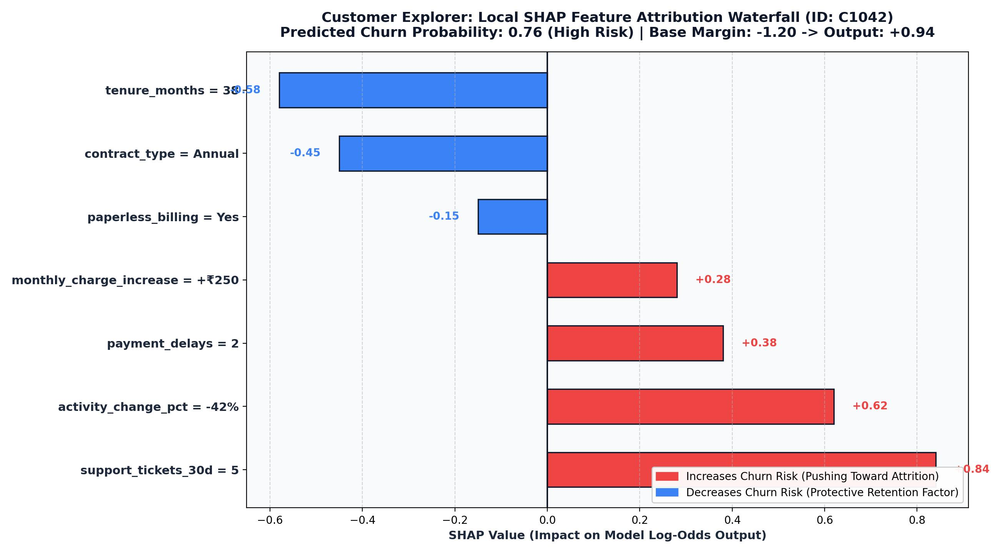 Customer Explorer: Local SHAP Feature Attribution Waterfall (ID: C1042)
Predicted Churn Probability: 0.76 (High Risk) | Base Margin: -1.20 -> Output: +0.94
tenure_months = 38
-0.58
contract_type = Annual
-0.45
paperless_billing = Yes
-0.15
monthly_charge_increase = +₹250
+0.28
payment_delays = 2
+0.38
activity_change_pct = -42%
+0.62
support_tickets_30d = 5
+0.84
Increases Churn Risk (Pushing Toward Attrition)
Decreases Churn Risk (Protective Retention Factor)
−0.6 −0.4 −0.2 0.0 0.2 0.4 0.6 0.8
SHAP Value (Impact on Model Log-Odds Output)